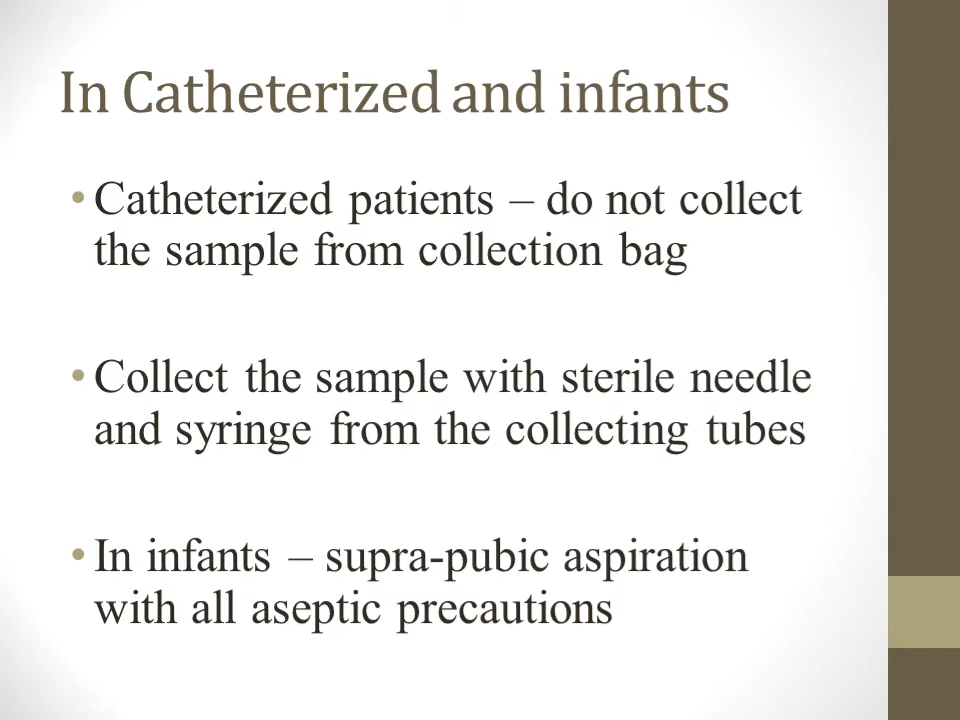 In Catheterized and infants
• Catheterized patients – do not collect
the sample from collection bag
• Collect the sample with sterile needle
and syringe from the collecting tubes
• In infants – supra-pubic aspiration
with all aseptic precautions